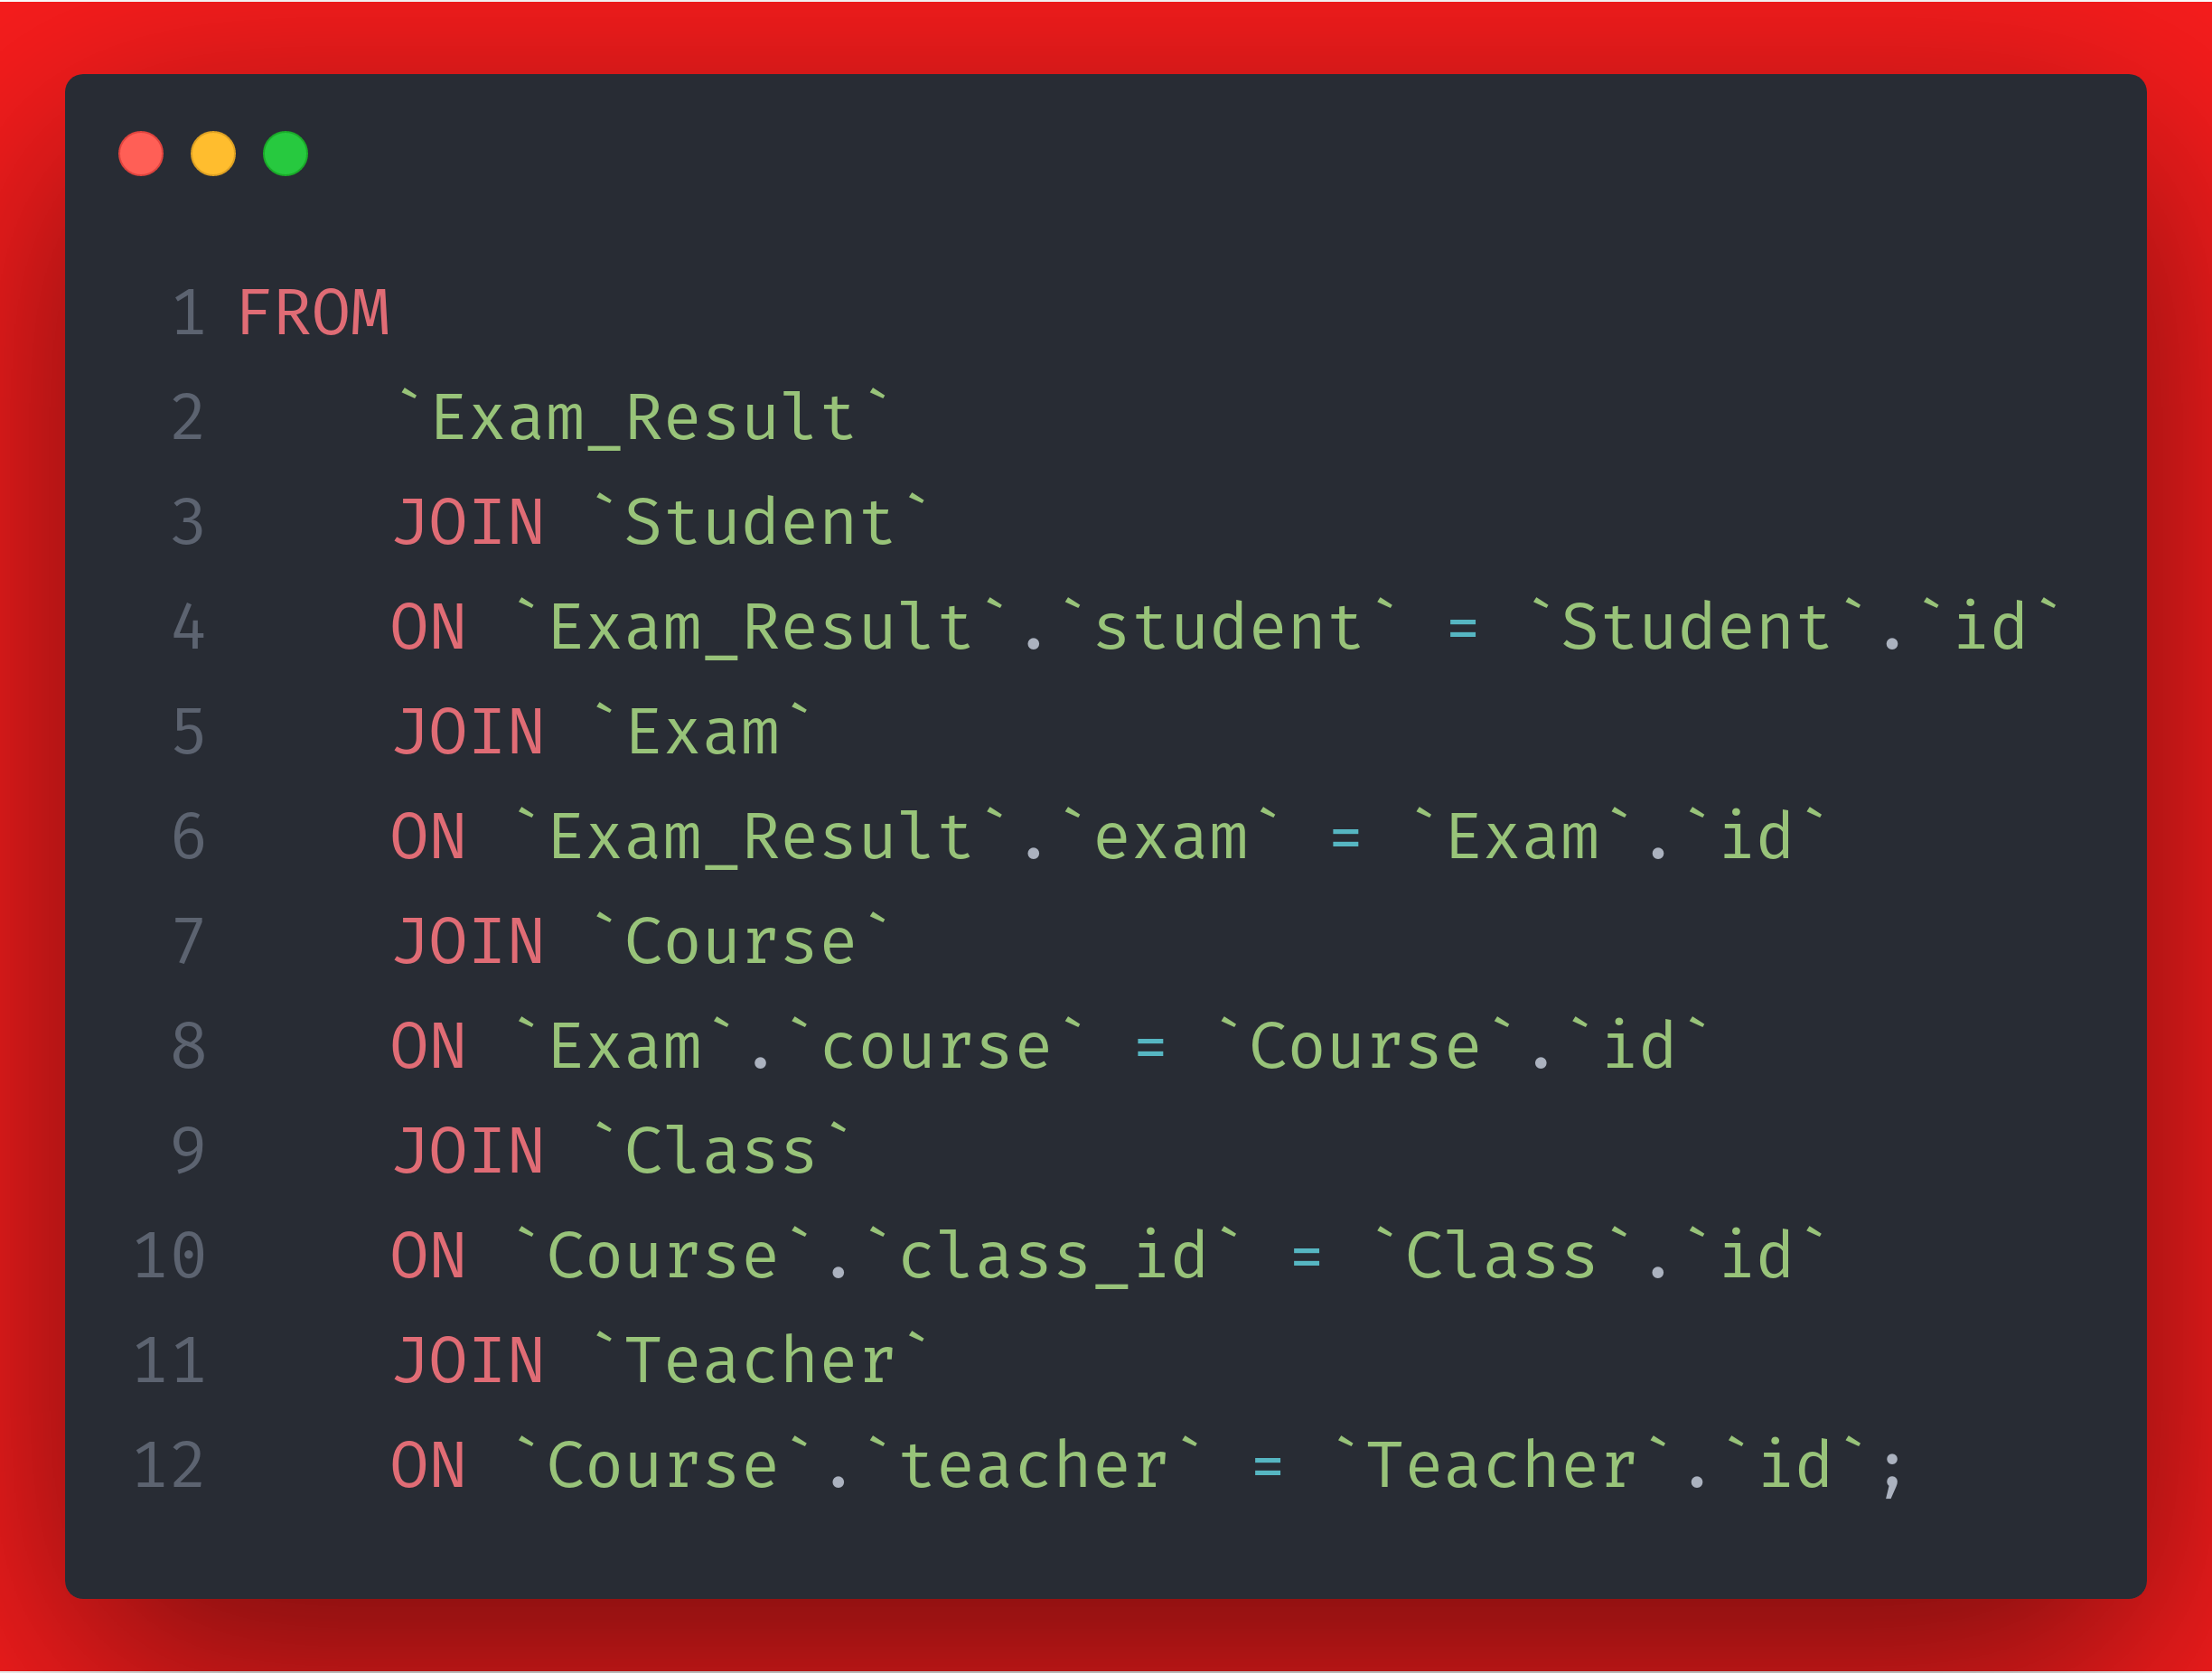 1 FROM
2     `Exam_Result`
3     JOIN `Student`
4     ON `Exam_Result`.`student` = `Student`.`id`
5     JOIN `Exam`
6     ON `Exam_Result`.`exam` = `Exam`.`id`
7     JOIN `Course`
8     ON `Exam`.`course` = `Course`.`id`
9     JOIN `Class`
10     ON `Course`.`class_id` = `Class`.`id`
11     JOIN `Teacher`
12     ON `Course`.`teacher` = `Teacher`.`id`;